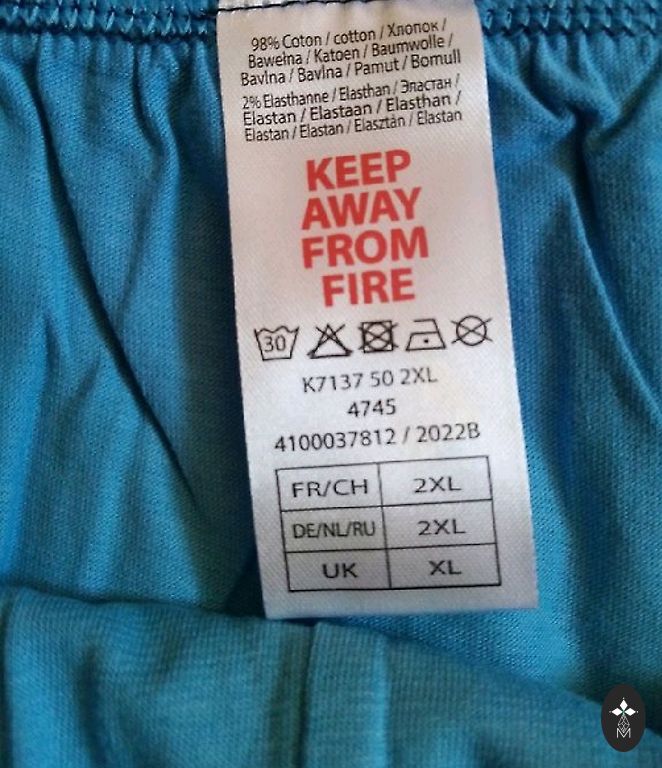 98% Coton / cotton / Хлопок /
Bawełna / Katoen / Baumwolle /
Bavlna / Bavlna / Pamut / Bomull
2% Elasthanne / Elasthan / Эластан /
Elastan / Elastaan / Elasthan /
Elastan / Elastan / Elasztán / Elastan
KEEP
AWAY
FROM
FIRE
30
K7137 50 2XL
4745
4100037812 / 2022B
FR/CH 2XL
DE/NL/RU 2XL
UK XL
M